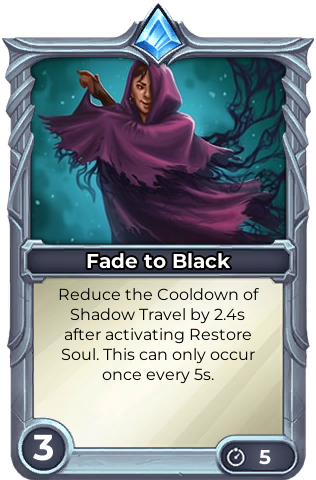 Fade to Black
Reduce the Cooldown of
Shadow Travel by 2.4s
after activating Restore
Soul. This can only occur
once every 5s.
3
5